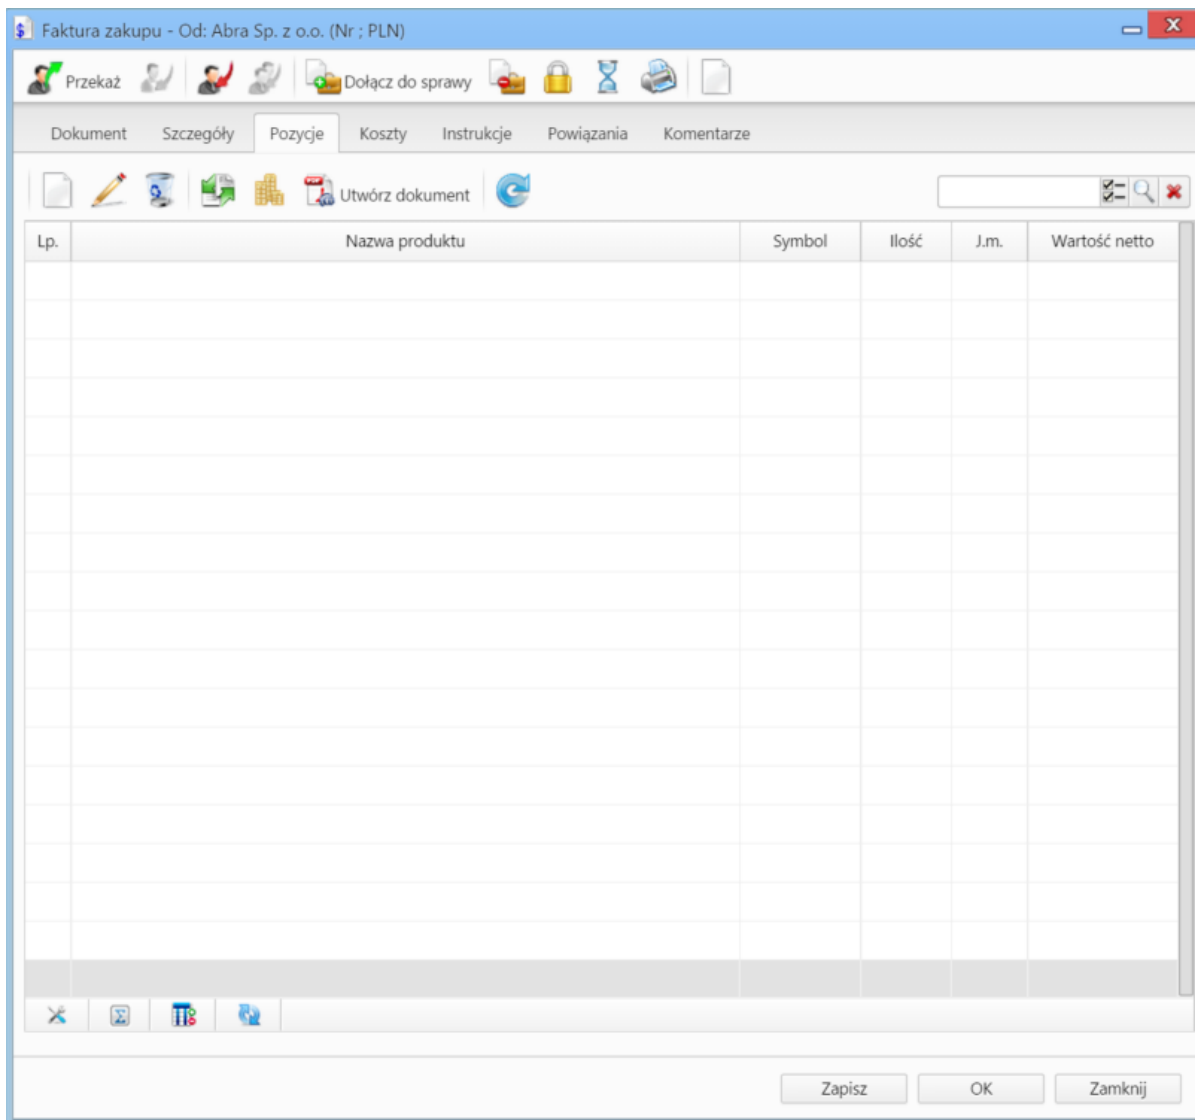 Faktura zakupu - Od: Abra Sp. z o.o. (Nr ; PLN)
Przekaż Dołącz do sprawy
Dokument Szczegóły Pozycje Koszty Instrukcje Powiązania Komentarze
Utwórz dokument
Lp. Nazwa produktu Symbol Ilość J.m. Wartość netto
Zapisz OK Zamknij